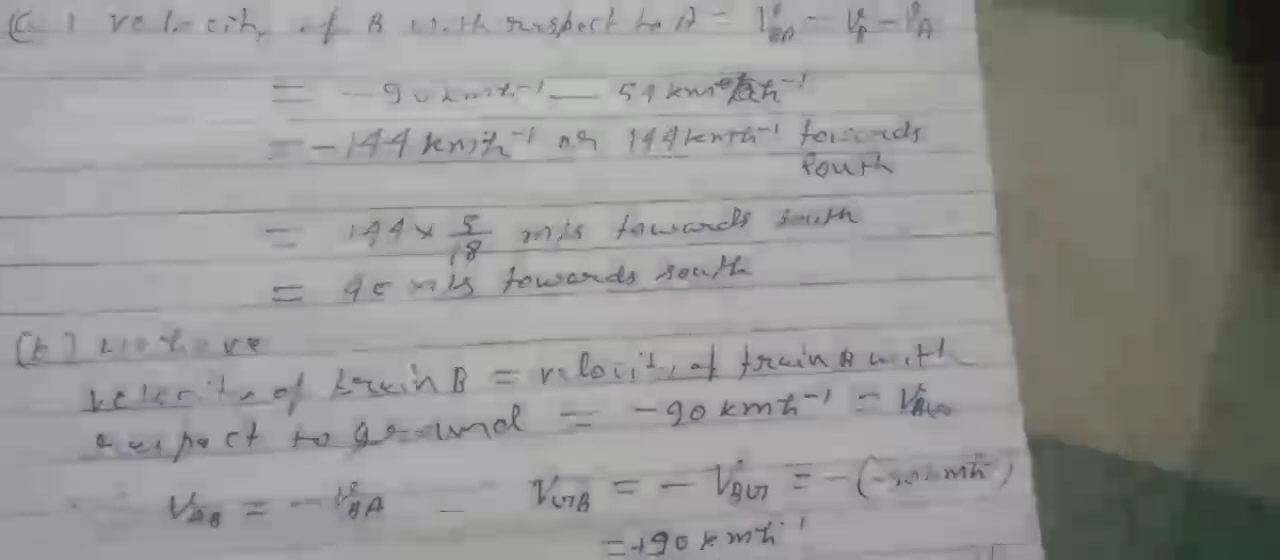 velocity of B with respect to A = V_BA = V_B - V_A
= - 90 kmh⁻¹ — 54 kmh⁻¹
= - 144 kmh⁻¹ or 144 kmh⁻¹ towards
south
= 144 × 5/18 m/s towards south
= 40 m/s towards south
(b) we have
velocity of train B = velocity of train A with
respect to ground = -90 kmh⁻¹ =
V_AB = - V_BA V_GB = - V_BG = -(-90 kmh⁻¹)
= +90 kmh⁻¹